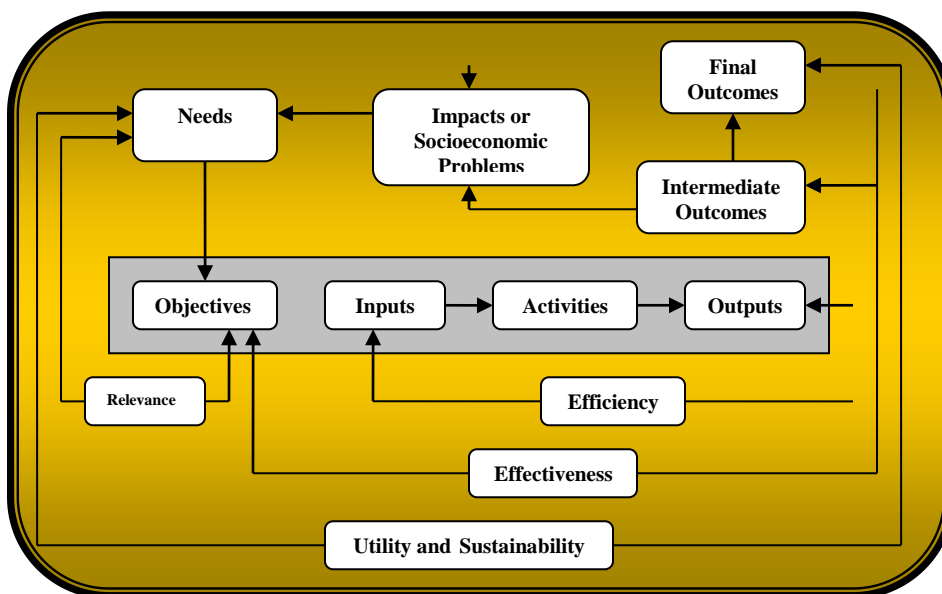 Final
Outcomes
Needs
Impacts or
Socioeconomic
Problems
Intermediate
Outcomes
Objectives
Inputs
Activities
Outputs
Relevance
Efficiency
Effectiveness
Utility and Sustainability